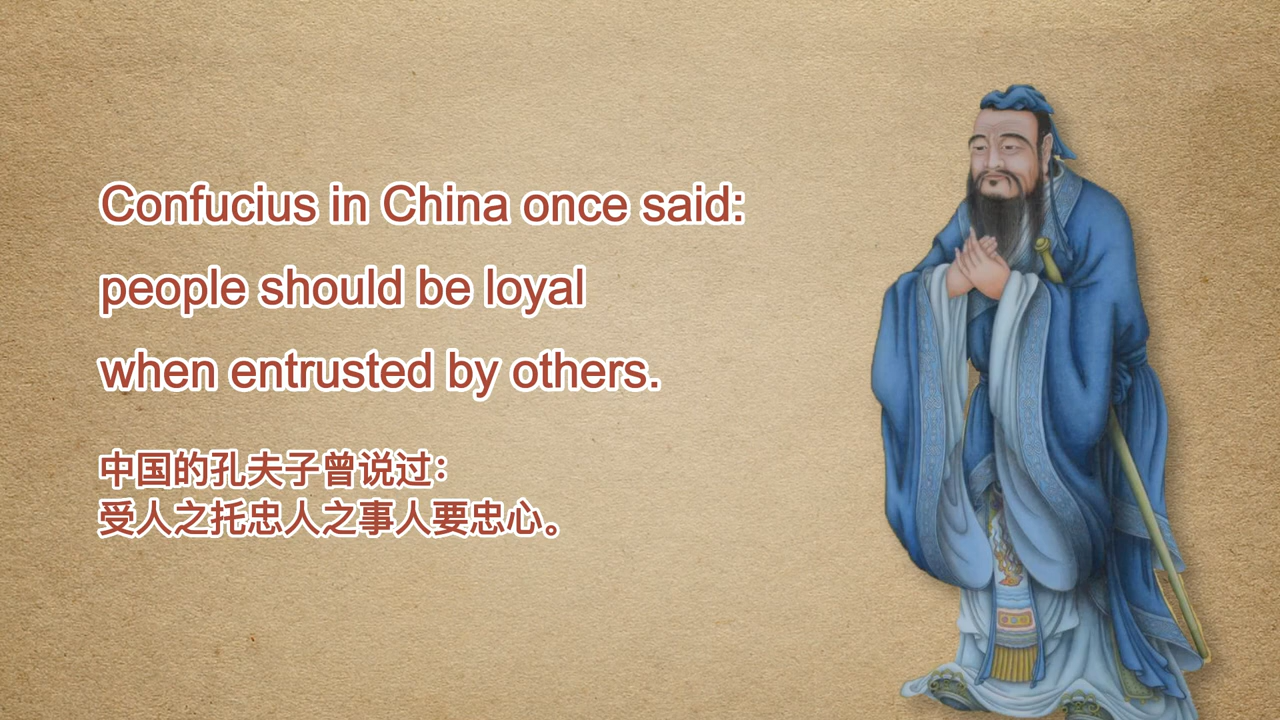 Confucius in China once said:
people should be loyal
when entrusted by others.
中国的孔夫子曾说过：
受人之托忠人之事人要忠心。